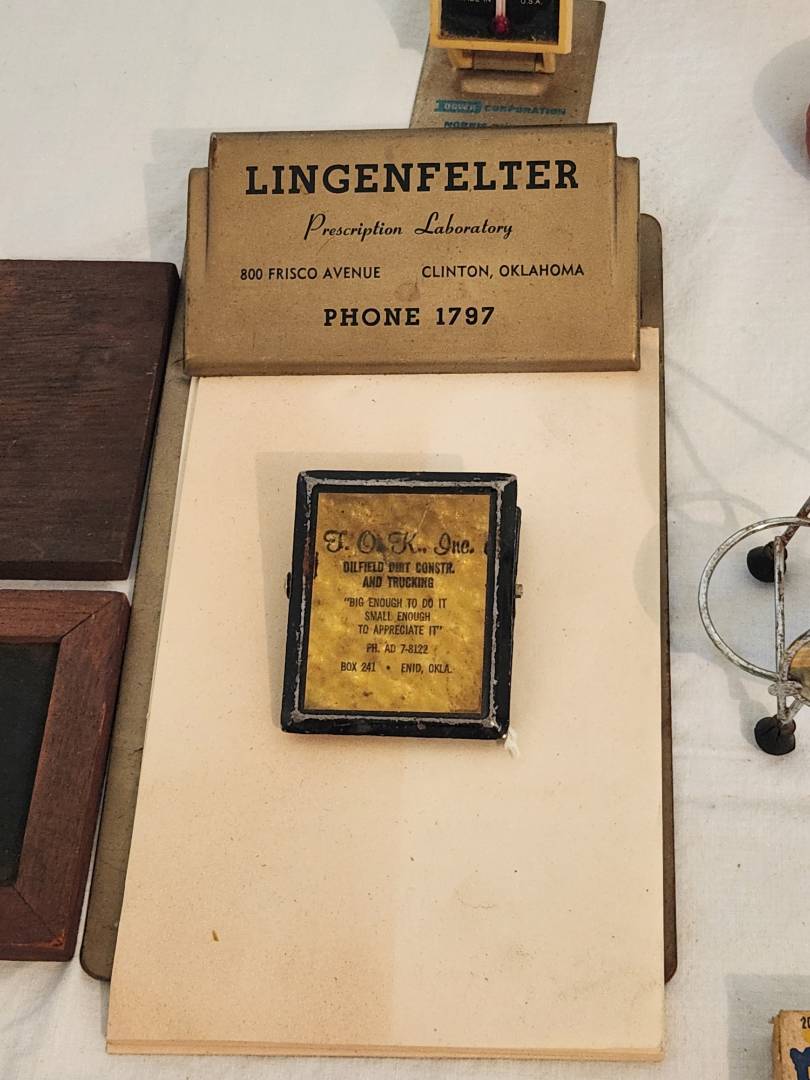 U.S.A.
CORPORATION
LINGENFELTER
Prescription Laboratory
800 FRISCO AVENUE CLINTON, OKLAHOMA
PHONE 1797
T. O. K., Inc.
OILFIELD DIRT CONSTR.
AND TRUCKING
"BIG ENOUGH TO DO IT
SMALL ENOUGH
TO APPRECIATE IT"
PH. AD 7-8122
BOX 241 • ENID, OKLA.